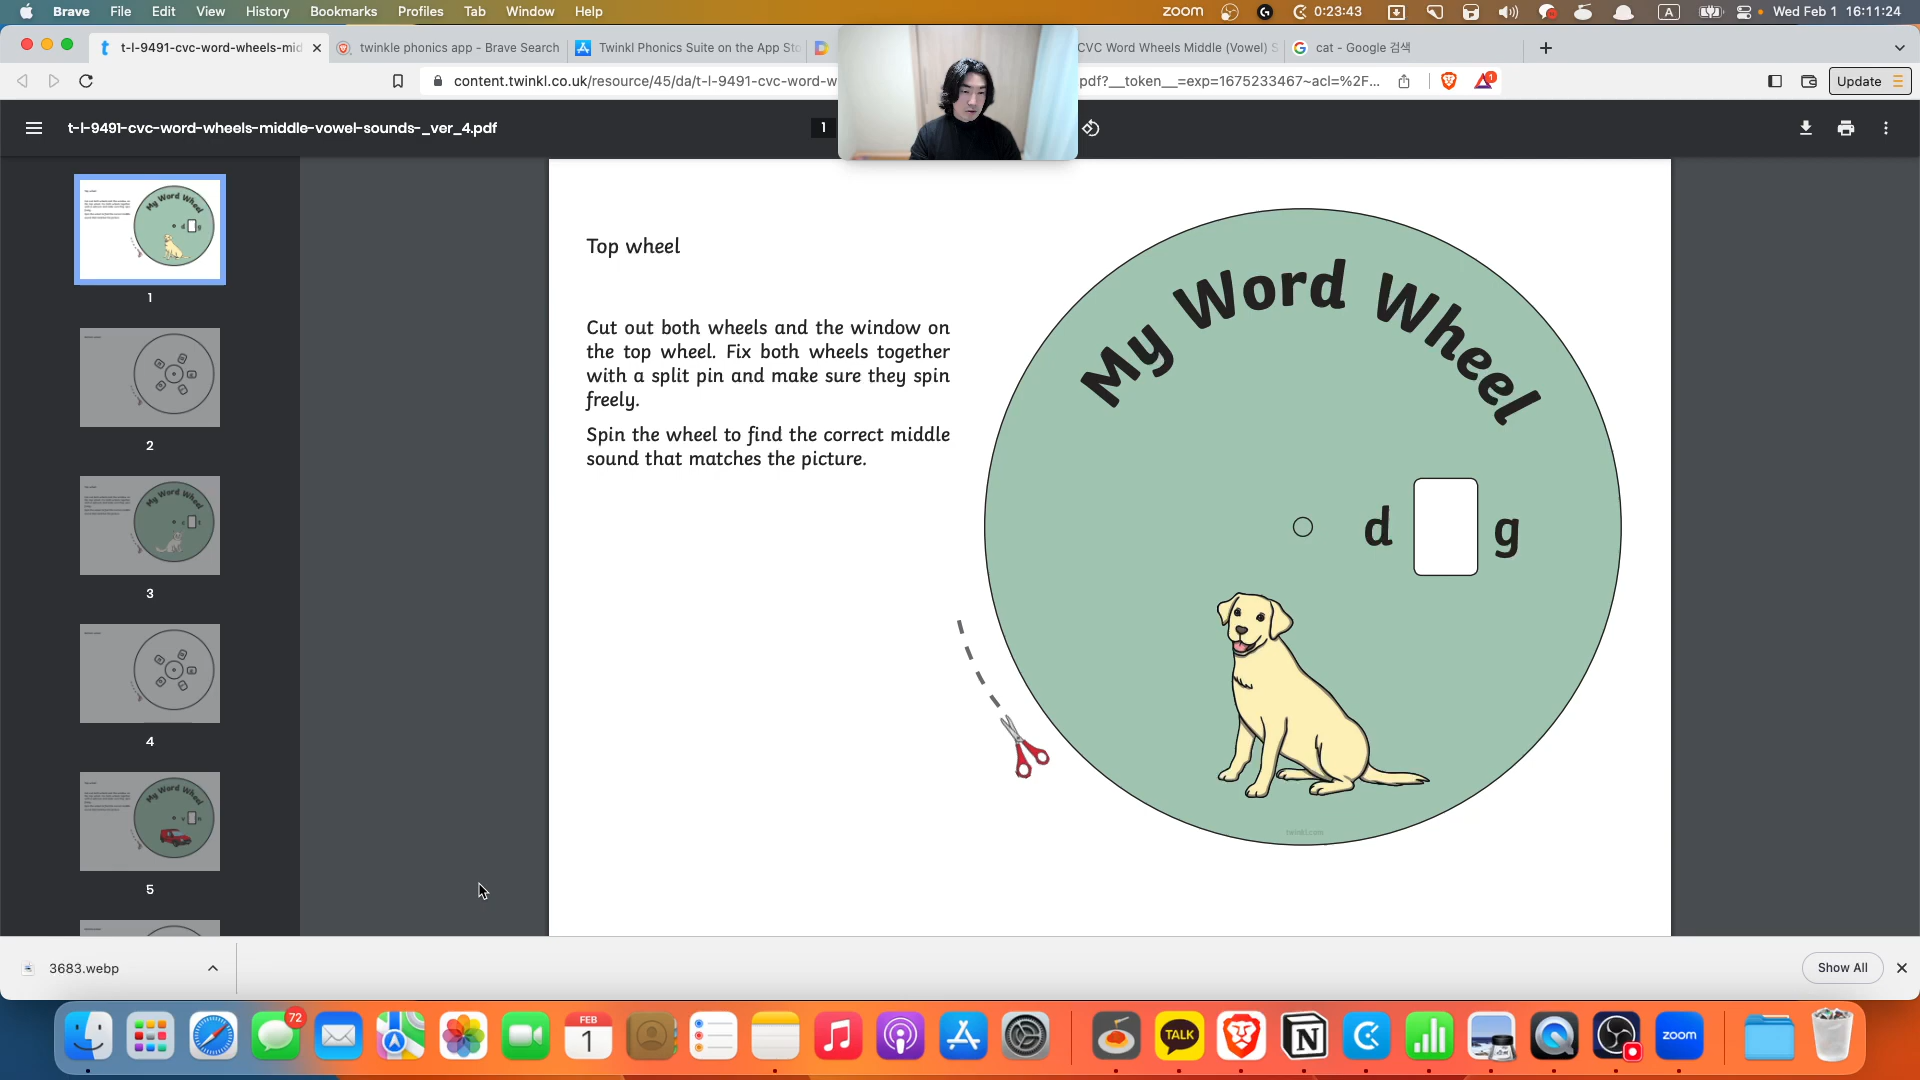 Brave File Edit View History Bookmarks Profiles Tab Window Help
zoom 0:23:43 A Wed Feb 1 16:11:24
t-l-9491-cvc-word-wheels-mid
twinkle phonics app - Brave Search
Twinkl Phonics Suite on the App Sto
CVC Word Wheels Middle (Vowel) S
cat - Google 검색
content.twinkl.co.uk/resource/45/da/t-l-9491-cvc-word-w
pdf?__token__=exp=1675233467~acl=%2F...
1
Update
t-l-9491-cvc-word-wheels-middle-vowel-sounds-_ver_4.pdf
1
1
2
3
4
5
Top wheel
Cut out both wheels and the window on
the top wheel. Fix both wheels together
with a split pin and make sure they spin
freely.
Spin the wheel to find the correct middle
sound that matches the picture.
My Word Wheel
d g
twinkl.com
3683.webp
Show All
72
FEB
1
TALK
zoom